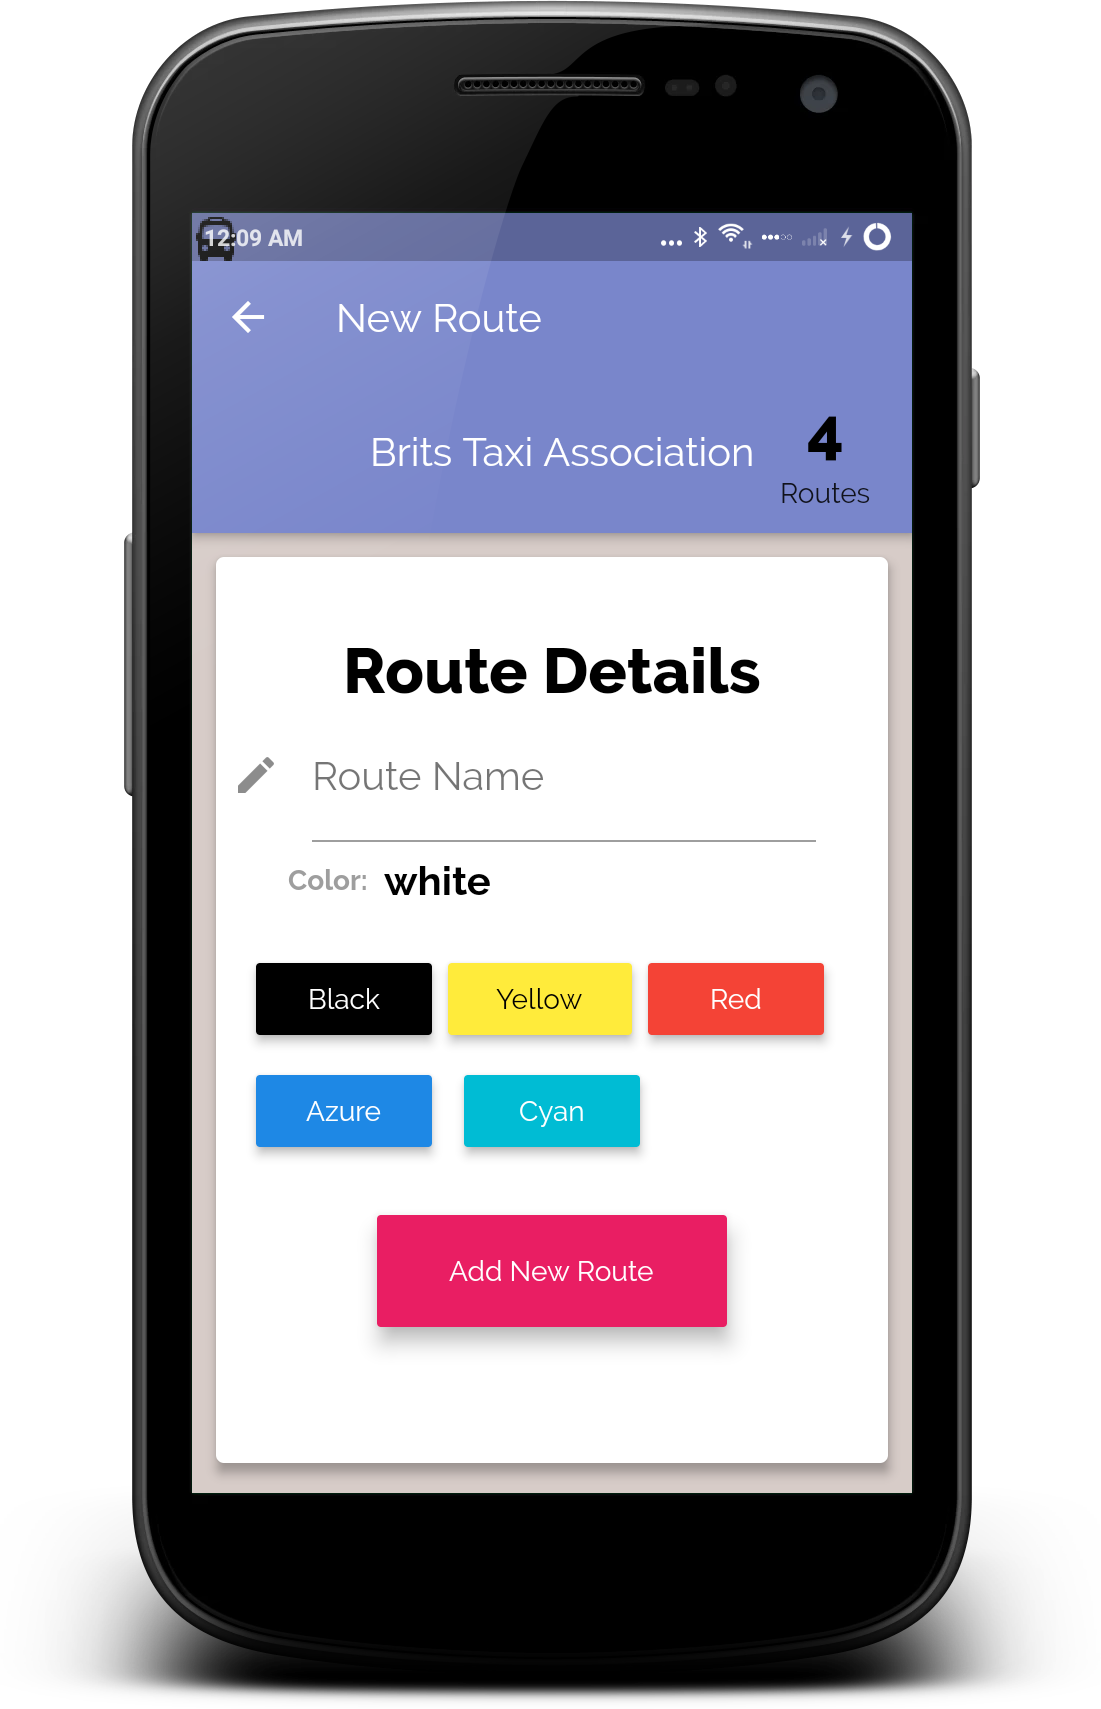 12:09 AM
New Route
Brits Taxi Association
4
Routes
Route Details
Route Name
Color: white
Black Yellow Red
Azure Cyan
Add New Route